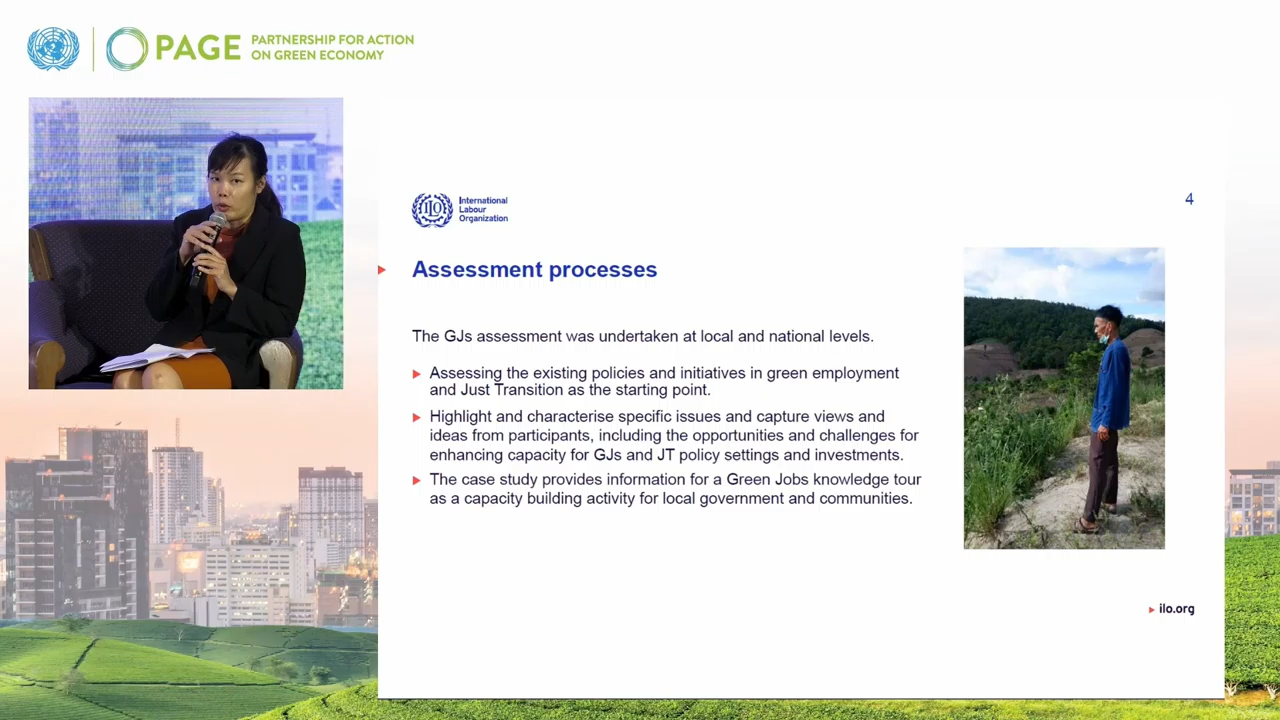 PAGE
PARTNERSHIP FOR ACTION
ON GREEN ECONOMY
International
Labour
Organization
4
Assessment processes
The GJs assessment was undertaken at local and national levels.
Assessing the existing policies and initiatives in green employment
and Just Transition as the starting point.
Highlight and characterise specific issues and capture views and
ideas from participants, including the opportunities and challenges for
enhancing capacity for GJs and JT policy settings and investments.
The case study provides information for a Green Jobs knowledge tour
as a capacity building activity for local government and communities.
ilo.org